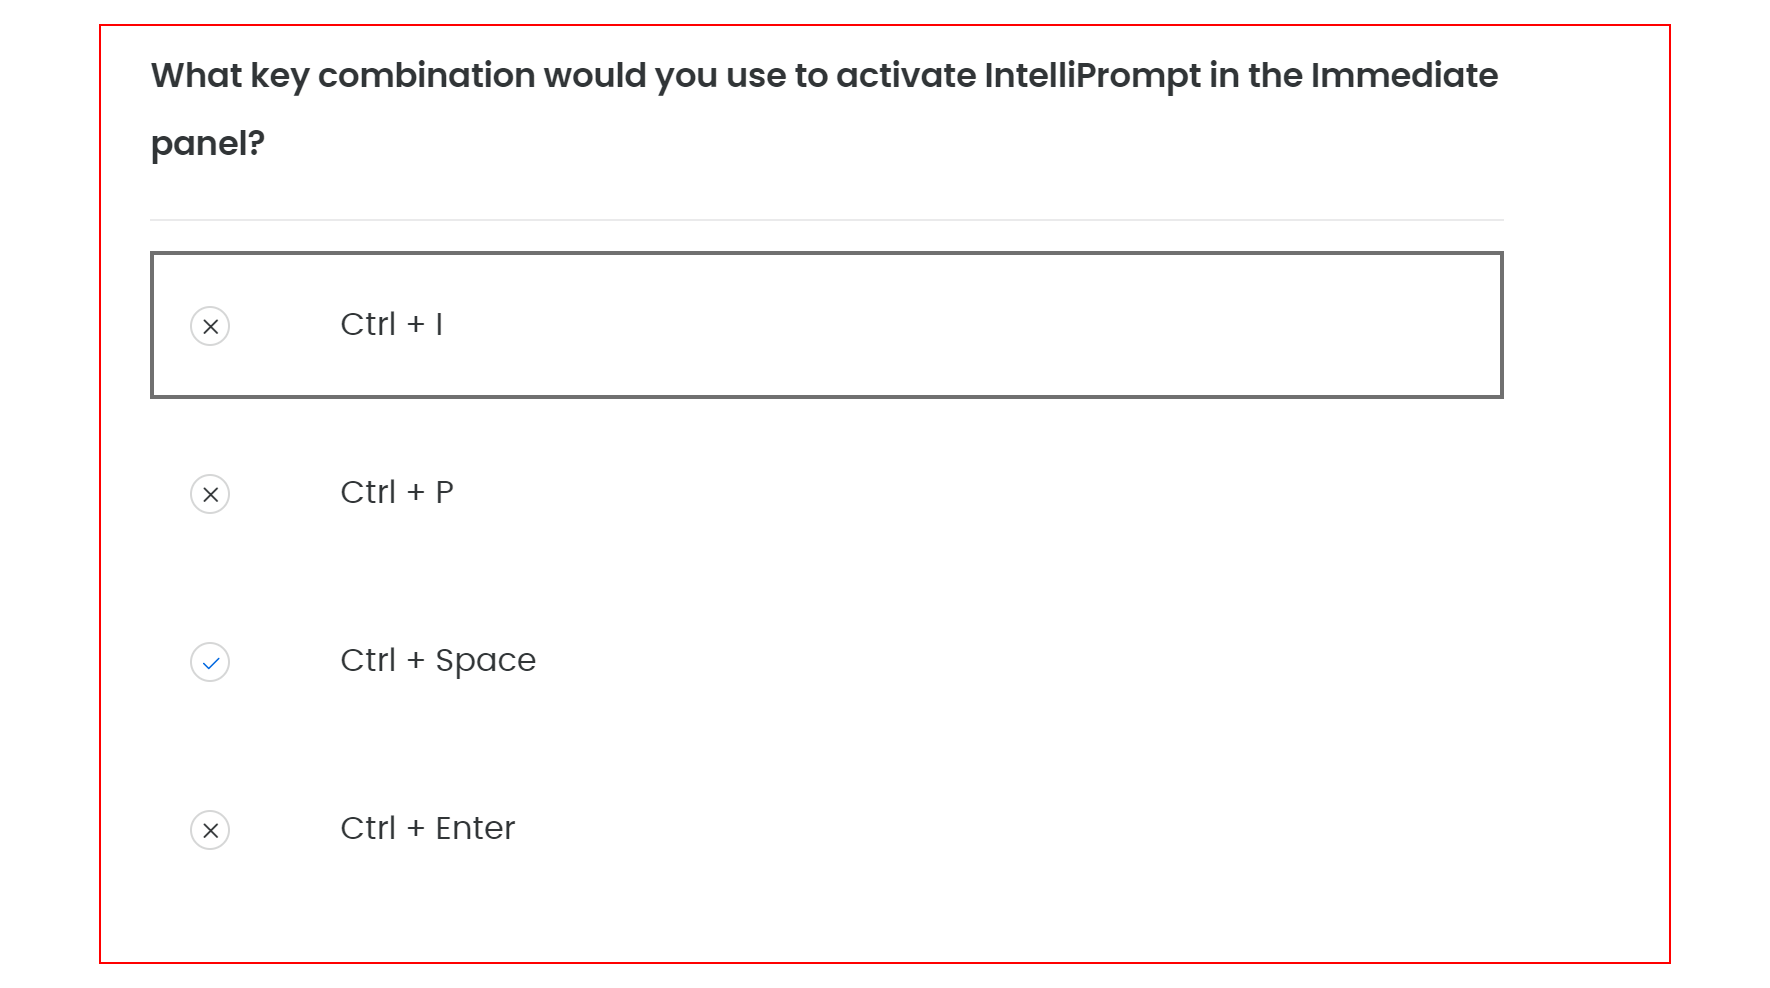 What key combination would you use to activate IntelliPrompt in the Immediate
panel?
Ctrl + I
Ctrl + P
Ctrl + Space
Ctrl + Enter